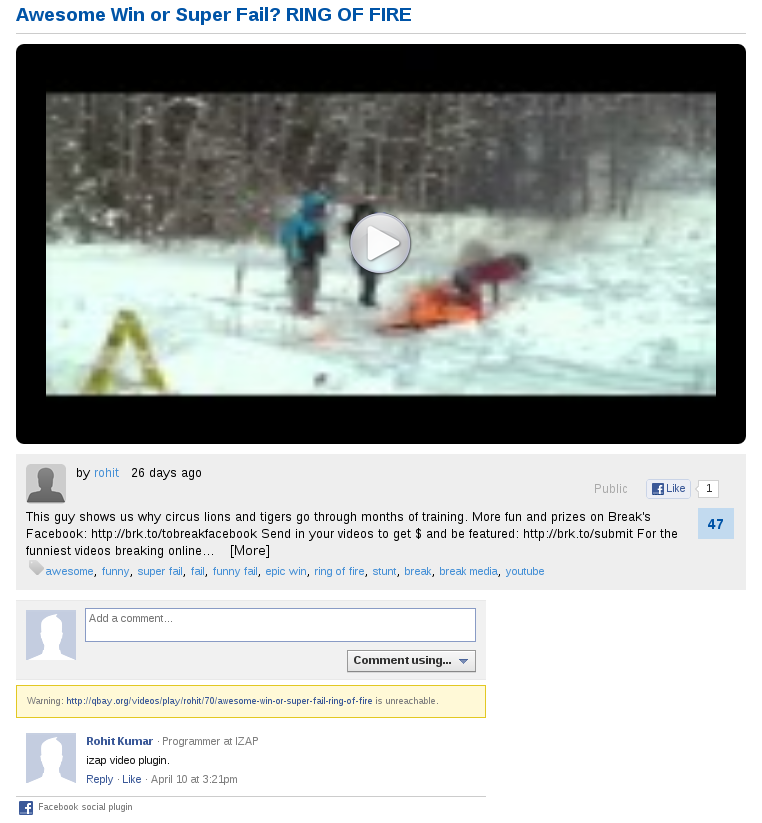 Awesome Win or Super Fail? RING OF FIRE
by rohit 26 days ago
Public Like 1
This guy shows us why circus lions and tigers go through months of training. More fun and prizes on Break's
Facebook: http://brk.to/tobreakfacebook Send in your videos to get $ and be featured: http://brk.to/submit For the
funniest videos breaking online... [More]
47
awesome, funny, super fail, fail, funny fail, epic win, ring of fire, stunt, break, break media, youtube
Add a comment...
Comment using...
Warning: http://qbay.org/videos/play/rohit/70/awesome-win-or-super-fail-ring-of-fire is unreachable.
Rohit Kumar · Programmer at IZAP
izap video plugin.
Reply · Like · April 10 at 3:21pm
Facebook social plugin